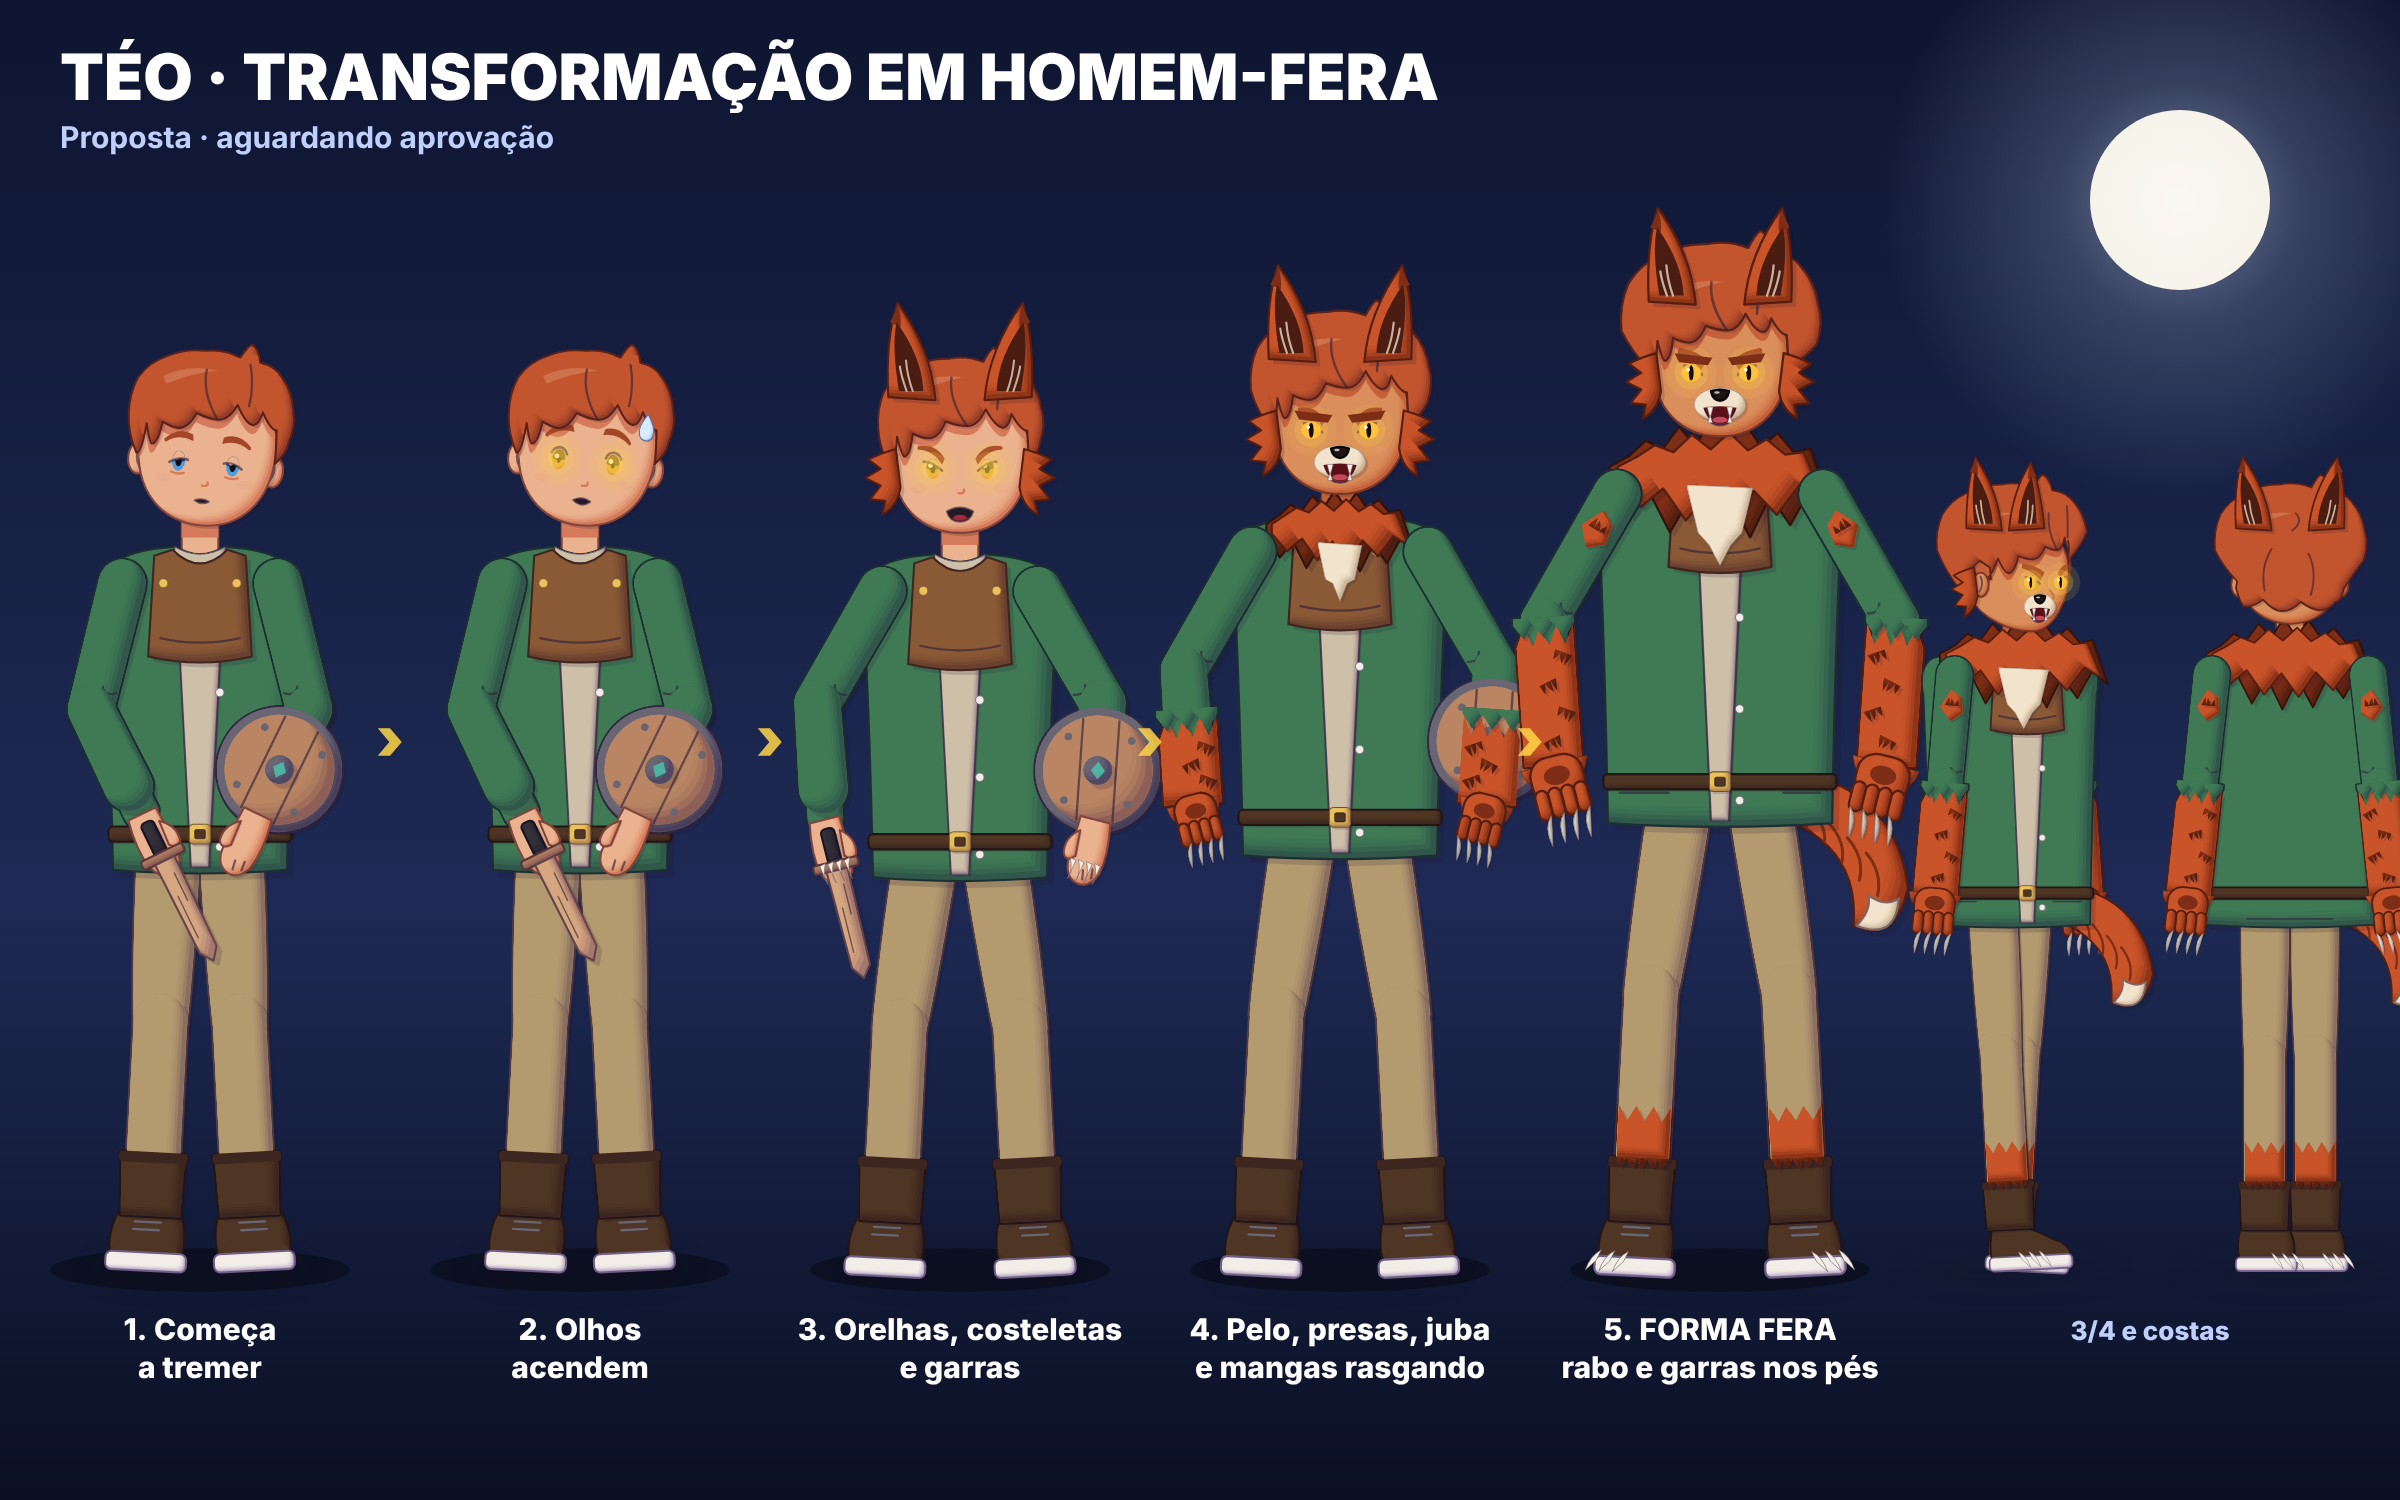 TÉO · TRANSFORMAÇÃO EM HOMEM-FERA
Proposta · aguardando aprovação
1. Começa
a tremer
2. Olhos
acendem
3. Orelhas, costeletas
e garras
4. Pelo, presas, juba
e mangas rasgando
5. FORMA FERA
rabo e garras nos pés
3/4 e costas